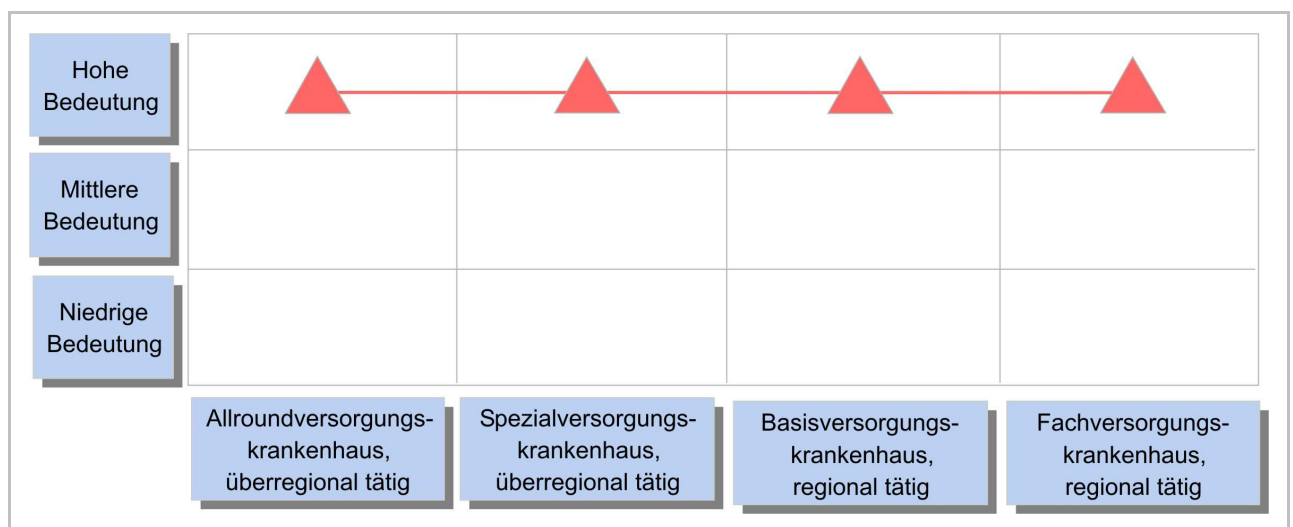 Hohe
Bedeutung
Mittlere
Bedeutung
Niedrige
Bedeutung
Allroundversorgungs-
krankenhaus,
überregional tätig
Spezialversorgungs-
krankenhaus,
überregional tätig
Basisversorgungs-
krankenhaus,
regional tätig
Fachversorgungs-
krankenhaus,
regional tätig